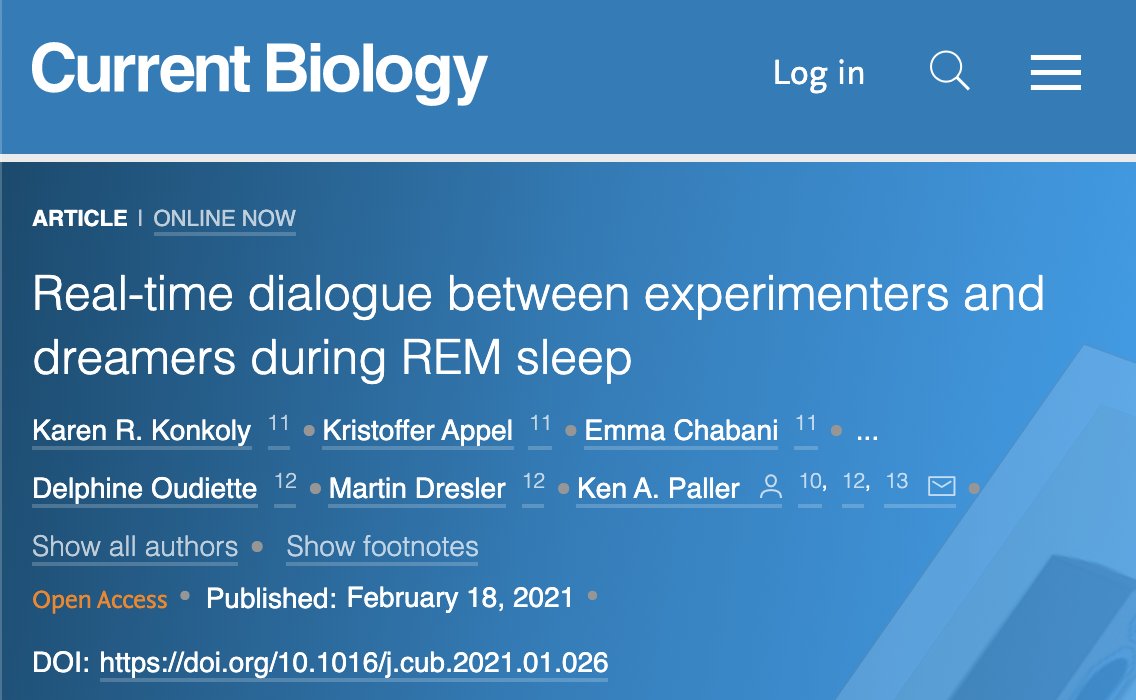 Current Biology Log in
ARTICLE | ONLINE NOW
Real-time dialogue between experimenters and
dreamers during REM sleep
Karen R. Konkoly 11 • Kristoffer Appel 11 • Emma Chabani 11 • ...
Delphine Oudiette 12 • Martin Dresler 12 • Ken A. Paller 10, 12, 13 •
Show all authors • Show footnotes
Open Access • Published: February 18, 2021 •
DOI: https://doi.org/10.1016/j.cub.2021.01.026